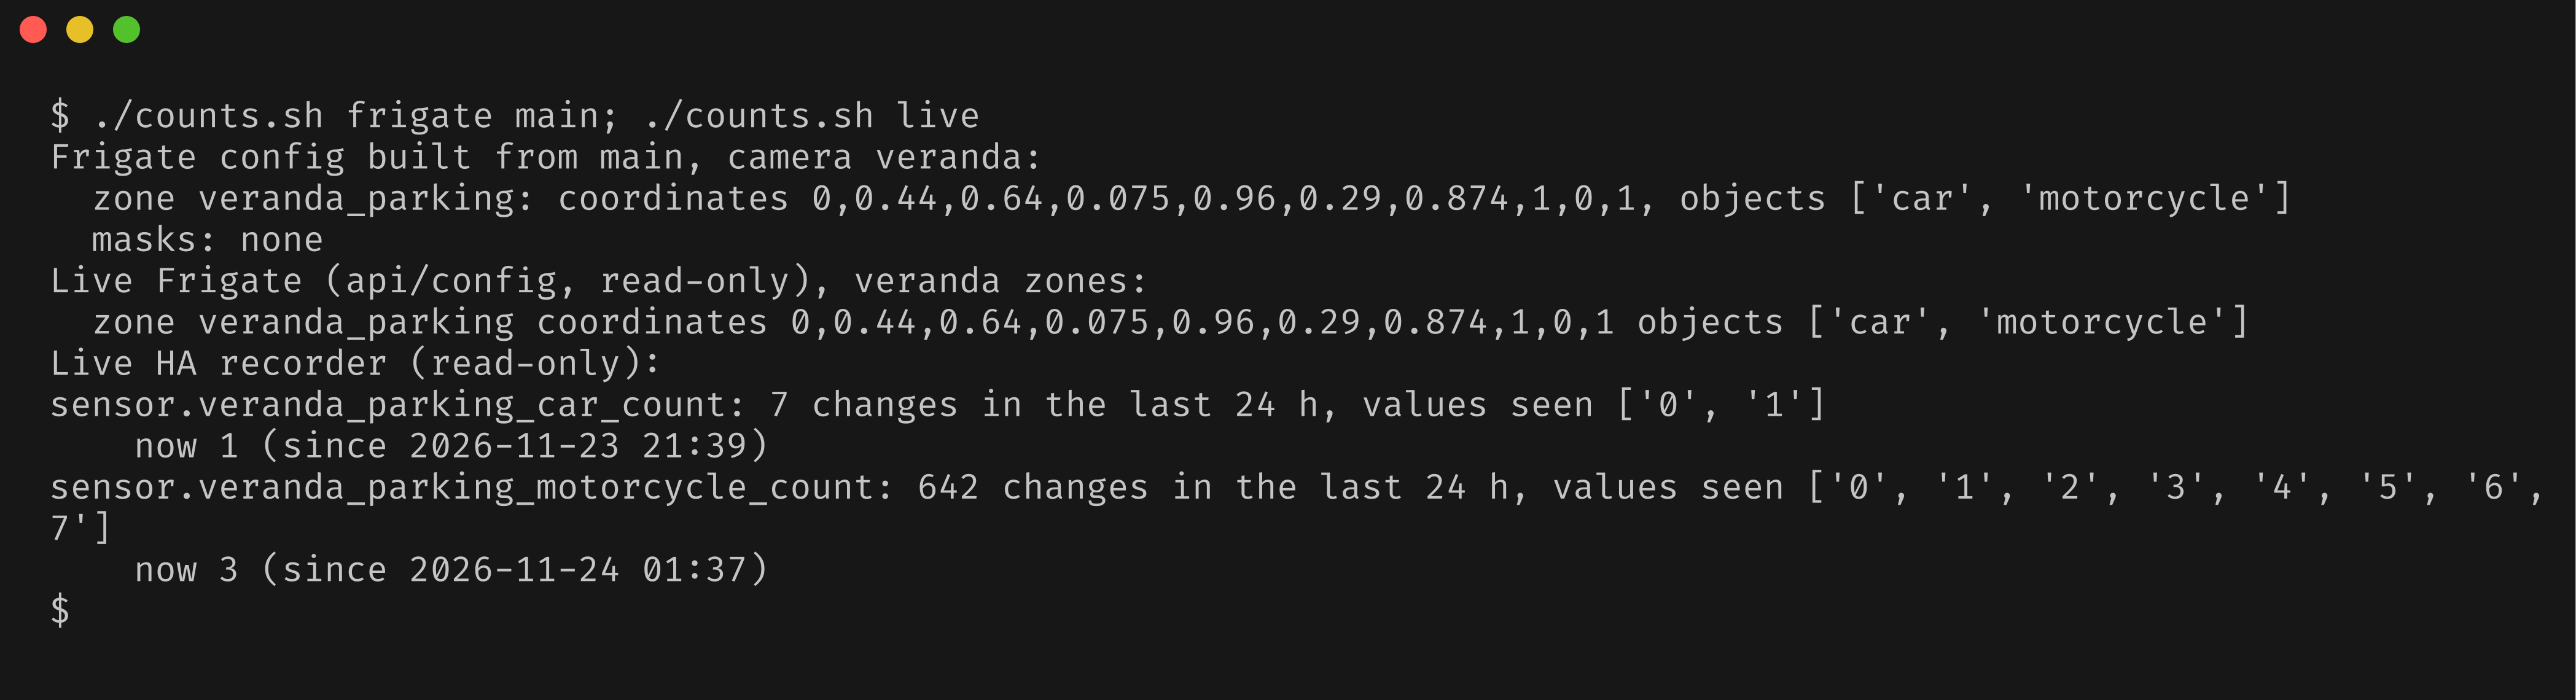 $ ./counts.sh frigate main; ./counts.sh live
Frigate config built from main, camera veranda:
  zone veranda_parking: coordinates 0,0.44,0.64,0.075,0.96,0.29,0.874,1,0,1, objects ['car', 'motorcycle']
  masks: none
Live Frigate (api/config, read-only), veranda zones:
  zone veranda_parking coordinates 0,0.44,0.64,0.075,0.96,0.29,0.874,1,0,1 objects ['car', 'motorcycle']
Live HA recorder (read-only):
sensor.veranda_parking_car_count: 7 changes in the last 24 h, values seen ['0', '1']
    now 1 (since 2026-11-23 21:39)
sensor.veranda_parking_motorcycle_count: 642 changes in the last 24 h, values seen ['0', '1', '2', '3', '4', '5', '6',
7']
    now 3 (since 2026-11-24 01:37)
$